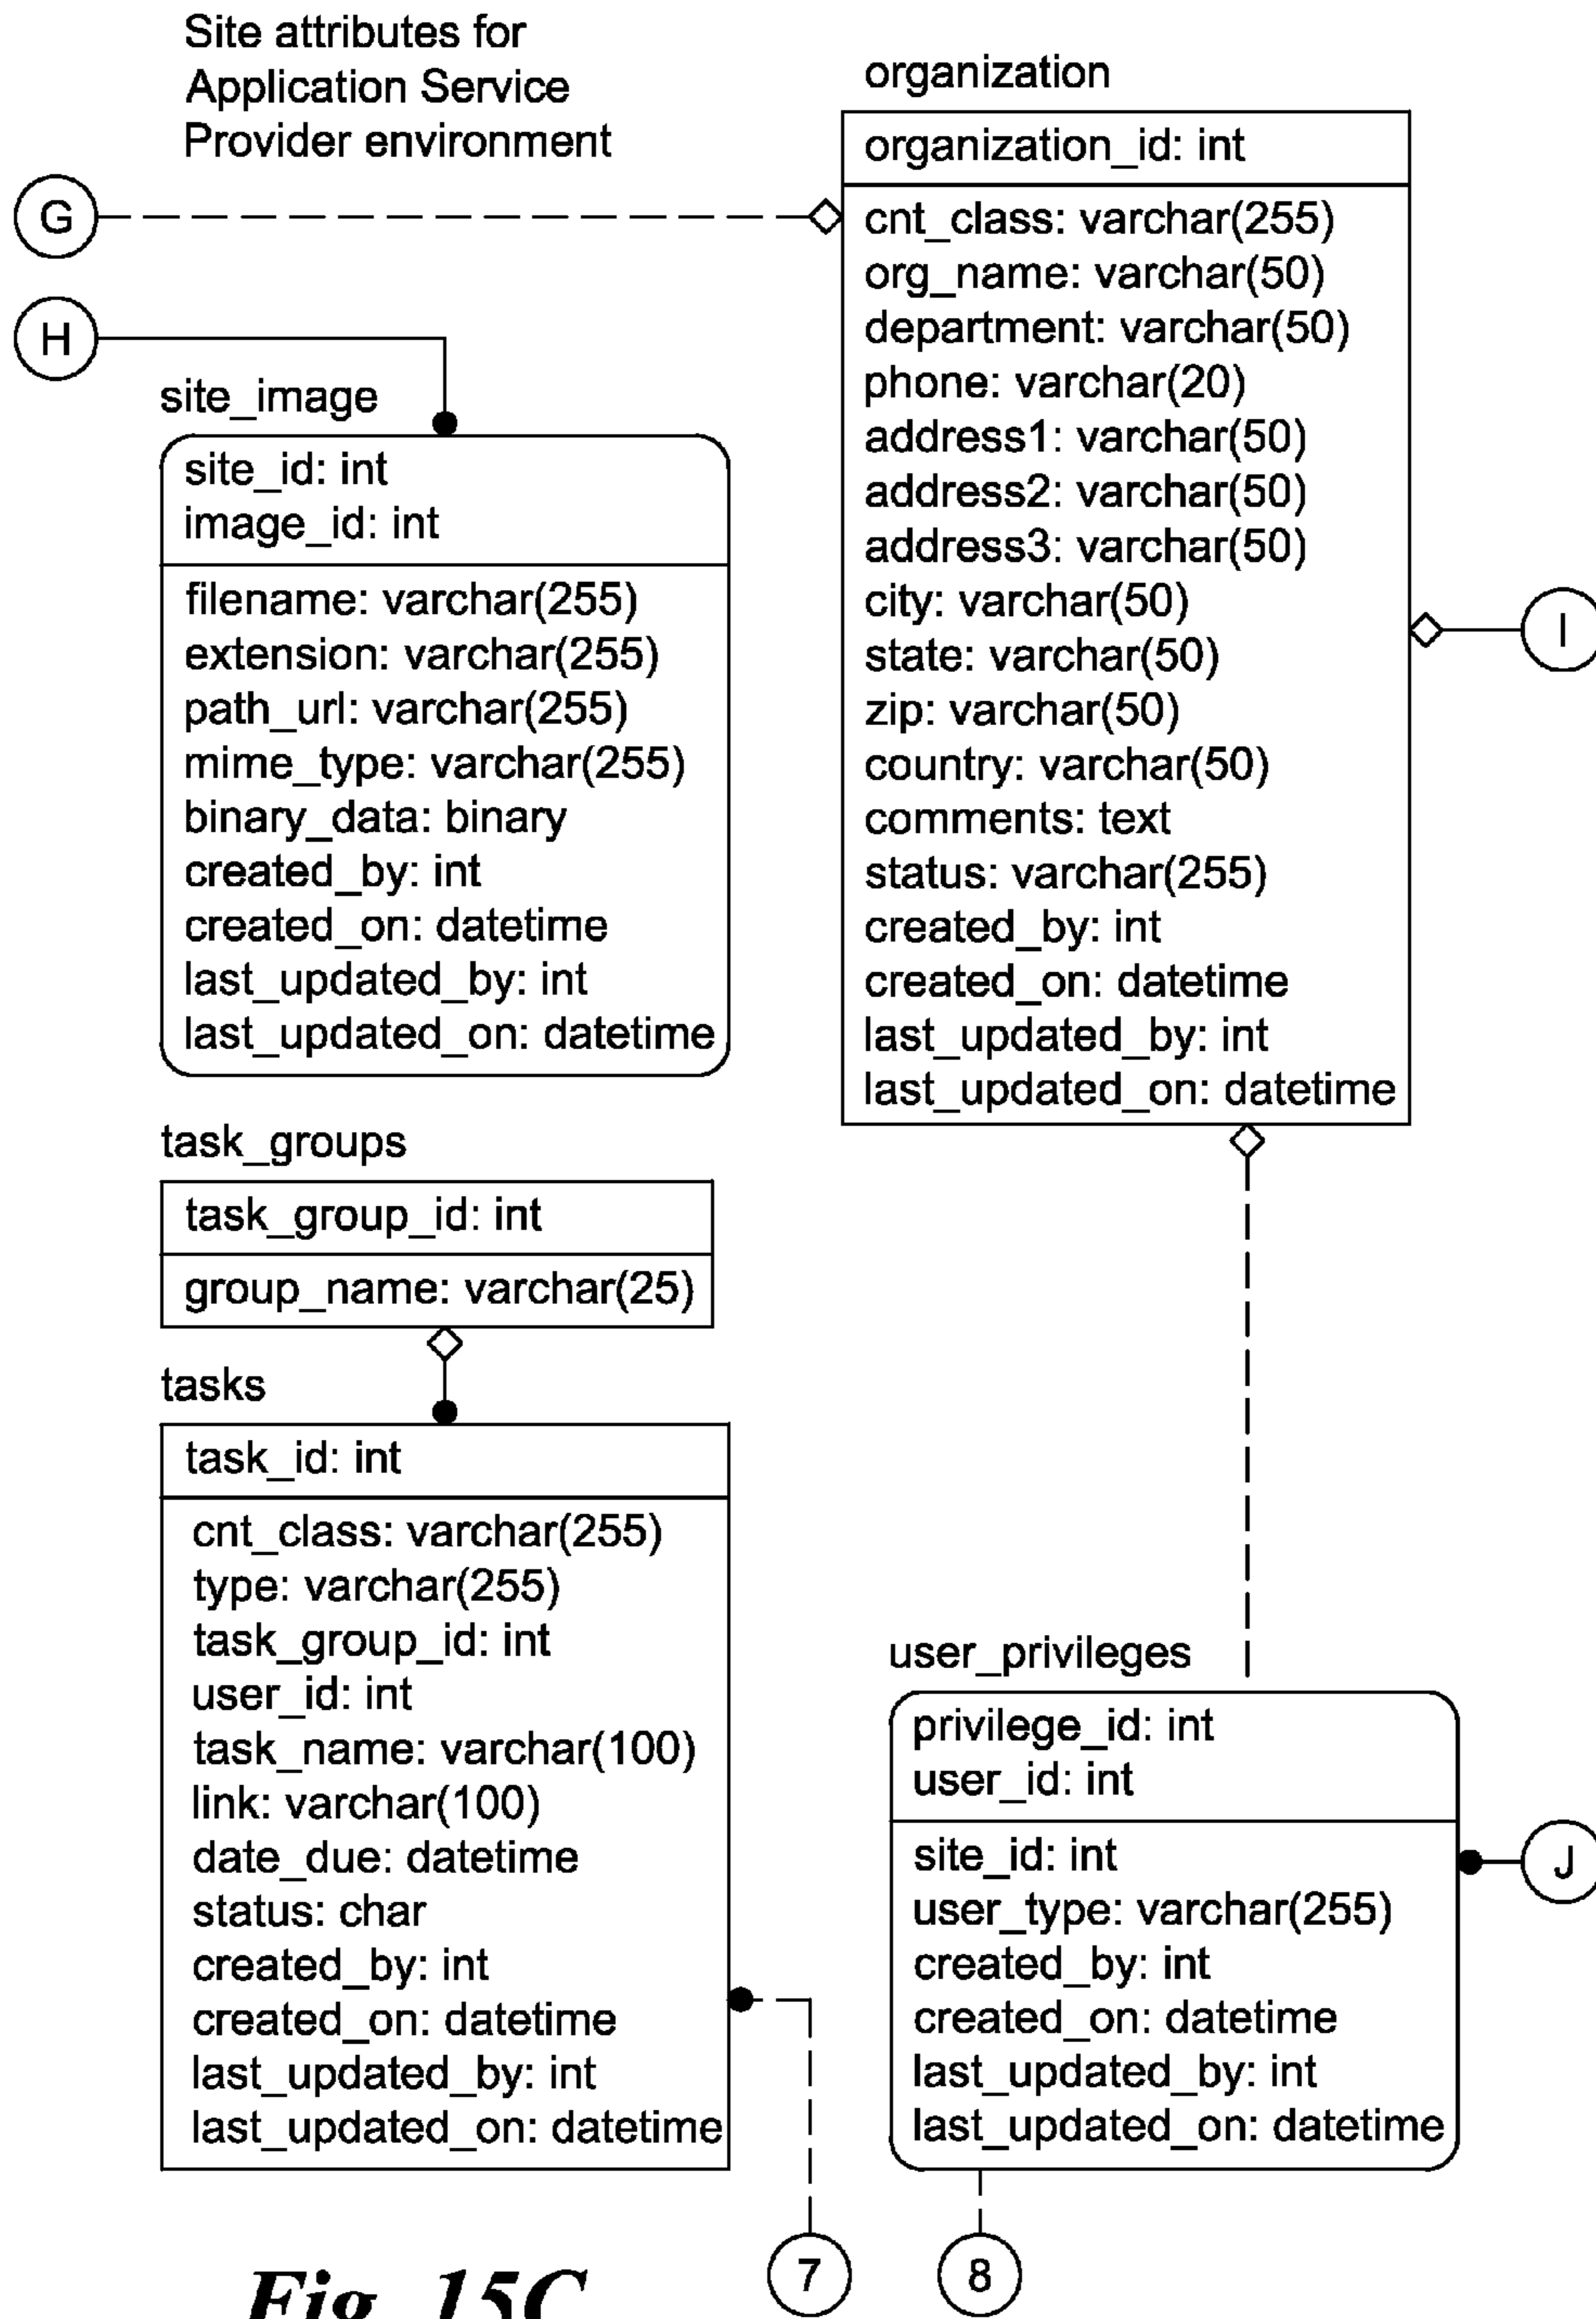 Site attributes for
Application Service
Provider environment
G
H
site_image
site_id: int
image_id: int
filename: varchar(255)
extension: varchar(255)
path_url: varchar(255)
mime_type: varchar(255)
binary_data: binary
created_by: int
created_on: datetime
last_updated_by: int
last_updated_on: datetime
organization
organization_id: int
cnt_class: varchar(255)
org_name: varchar(50)
department: varchar(50)
phone: varchar(20)
address1: varchar(50)
address2: varchar(50)
address3: varchar(50)
city: varchar(50)
state: varchar(50)
zip: varchar(50)
country: varchar(50)
comments: text
status: varchar(255)
created_by: int
created_on: datetime
last_updated_by: int
last_updated_on: datetime
I
task_groups
task_group_id: int
group_name: varchar(25)
tasks
task_id: int
cnt_class: varchar(255)
type: varchar(255)
task_group_id: int
user_id: int
task_name: varchar(100)
link: varchar(100)
date_due: datetime
status: char
created_by: int
created_on: datetime
last_updated_by: int
last_updated_on: datetime
user_privileges
privilege_id: int
user_id: int
site_id: int
user_type: varchar(255)
created_by: int
created_on: datetime
last_updated_by: int
last_updated_on: datetime
J
7
8
Fig. 15C